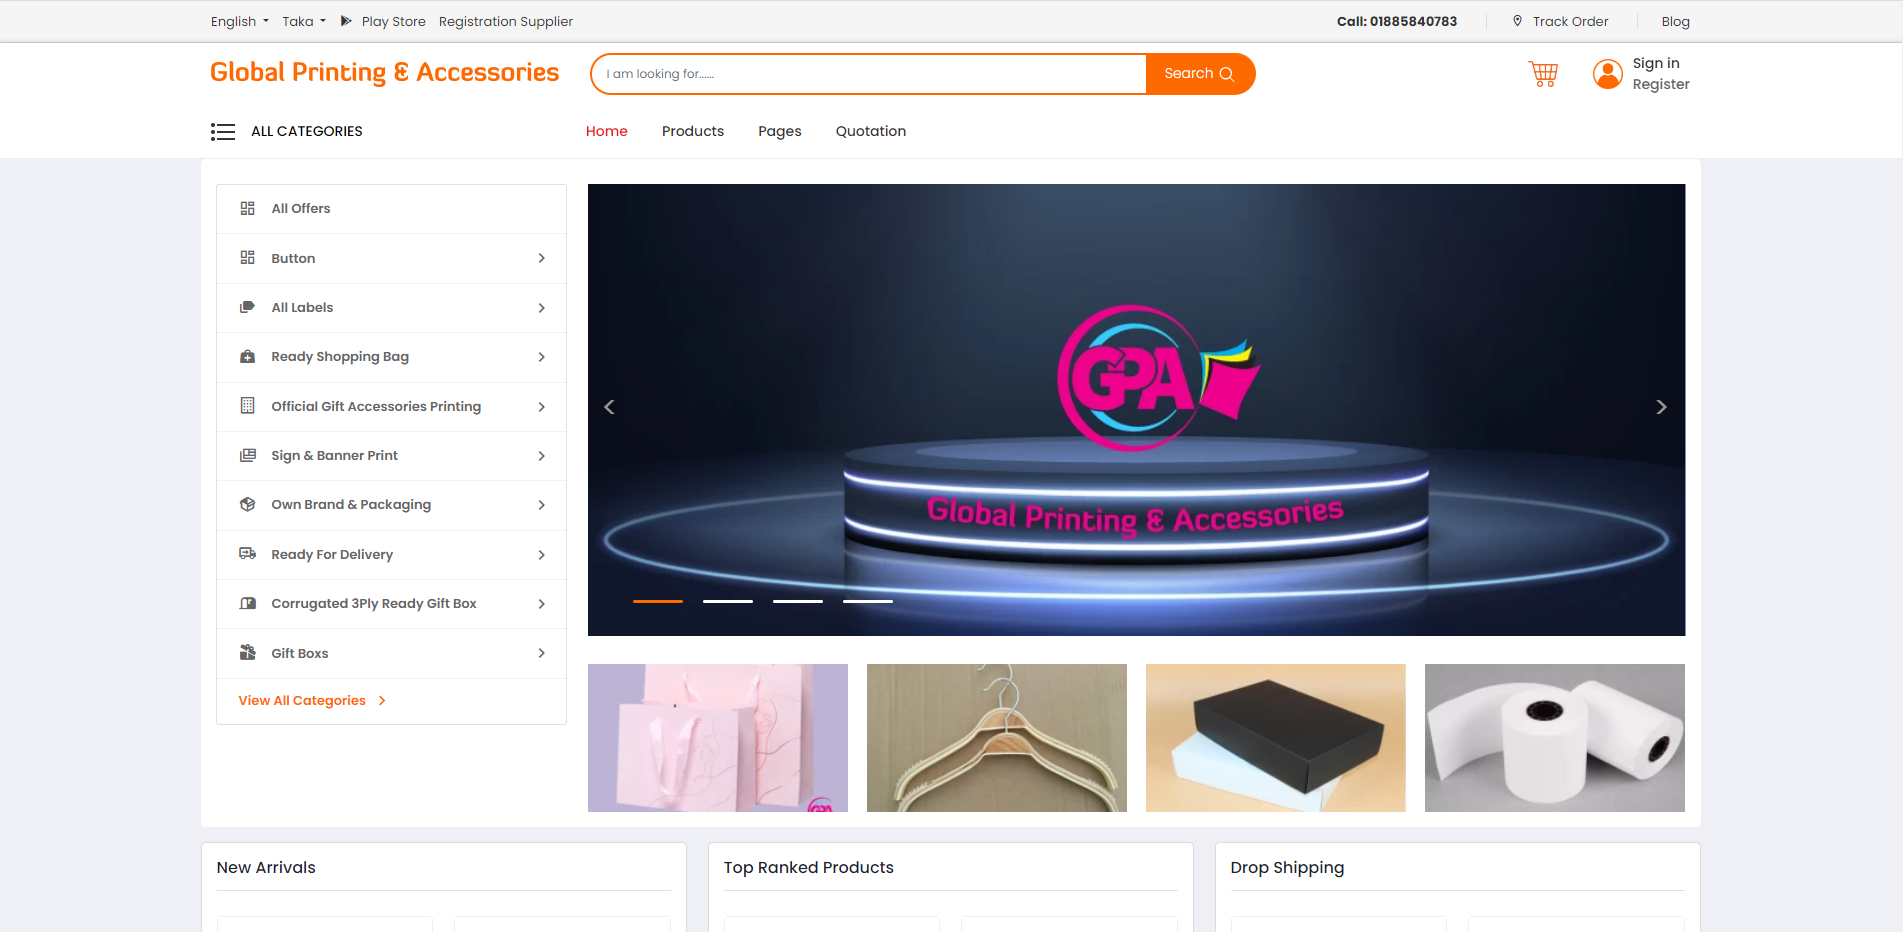 English
Taka
Play Store
Registration Supplier
Call: 01885840783
Track Order
Blog
Global Printing & Accessories
I am looking for......
Search
Sign in
Register
ALL CATEGORIES
Home
Products
Pages
Quotation
All Offers
Button
All Labels
Ready Shopping Bag
Official Gift Accessories Printing
Sign & Banner Print
Own Brand & Packaging
Ready For Delivery
Corrugated 3Ply Ready Gift Box
Gift Boxs
View All Categories
GPA
Global Printing & Accessories
GPA
New Arrivals
Top Ranked Products
Drop Shipping